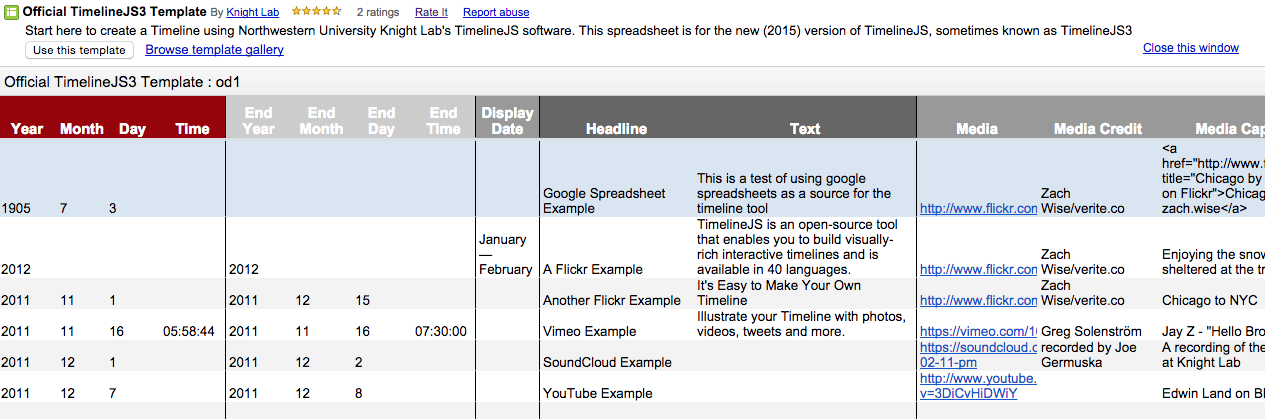 Official TimelineJS3 Template By Knight Lab 2 ratings Rate It Report abuse
Start here to create a Timeline using Northwestern University Knight Lab's TimelineJS software. This spreadsheet is for the new (2015) version of TimelineJS, sometimes known as TimelineJS3
Use this template Browse template gallery Close this window
Official TimelineJS3 Template : od1
Year Month Day Time End Year End Month End Day End Time Display Date Headline Text Media Media Credit Media Cap
1905 7 3 Google Spreadsheet Example This is a test of using google spreadsheets as a source for the timeline tool http://www.flickr.con Zach Wise/verite.co <a href="http://www.f title="Chicago by on Flickr">Chicag zach.wise</a>
2012 2012 January — February A Flickr Example TimelineJS is an open-source tool that enables you to build visually-rich interactive timelines and is available in 40 languages. http://www.flickr.con Zach Wise/verite.co Enjoying the snow sheltered at the tr
2011 11 1 2011 12 15 Another Flickr Example It's Easy to Make Your Own Timeline http://www.flickr.con Zach Wise/verite.co Chicago to NYC
2011 11 16 05:58:44 2011 11 16 07:30:00 Vimeo Example Illustrate your Timeline with photos, videos, tweets and more. https://vimeo.com/1 Greg Solenström Jay Z - "Hello Bro
2011 12 1 2011 12 2 SoundCloud Example https://soundcloud.c 02-11-pm recorded by Joe Germuska A recording of the at Knight Lab
2011 12 7 2011 12 8 YouTube Example http://www.youtube. v=3DiCvHiDWiY Edwin Land on B